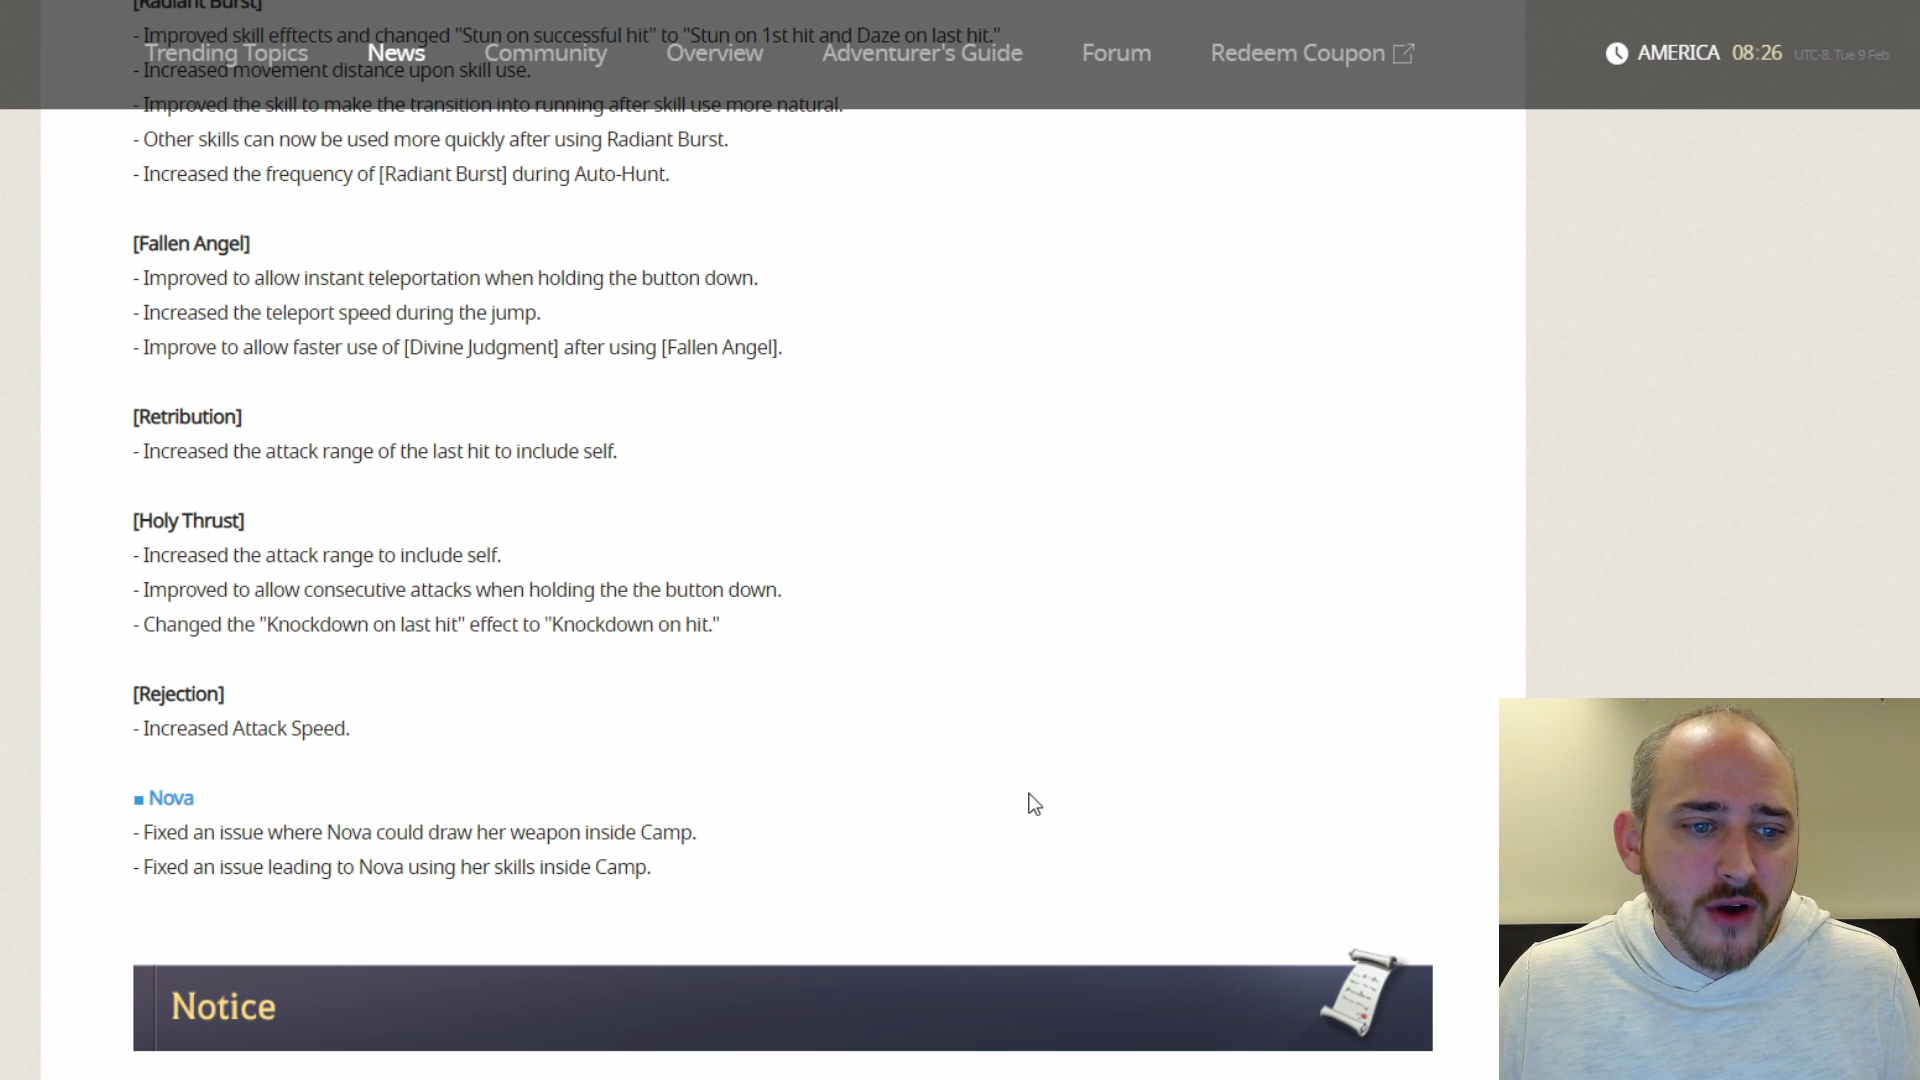 [Radiant Burst]
- Improved skill efftects and changed "Stun on successful hit" to "Stun on 1st hit and Daze on last hit."
Trending Topics News Community Overview Adventurer's Guide Forum Redeem Coupon AMERICA 08:26 UTC-8. Tue 9 Feb
- Increased movement distance upon skill use.
- Improved the skill to make the transition into running after skill use more natural.
- Other skills can now be used more quickly after using Radiant Burst.
- Increased the frequency of [Radiant Burst] during Auto-Hunt.
[Fallen Angel]
- Improved to allow instant teleportation when holding the button down.
- Increased the teleport speed during the jump.
- Improve to allow faster use of [Divine Judgment] after using [Fallen Angel].
[Retribution]
- Increased the attack range of the last hit to include self.
[Holy Thrust]
- Increased the attack range to include self.
- Improved to allow consecutive attacks when holding the the button down.
- Changed the "Knockdown on last hit" effect to "Knockdown on hit."
[Rejection]
- Increased Attack Speed.
■ Nova
- Fixed an issue where Nova could draw her weapon inside Camp.
- Fixed an issue leading to Nova using her skills inside Camp.
Notice